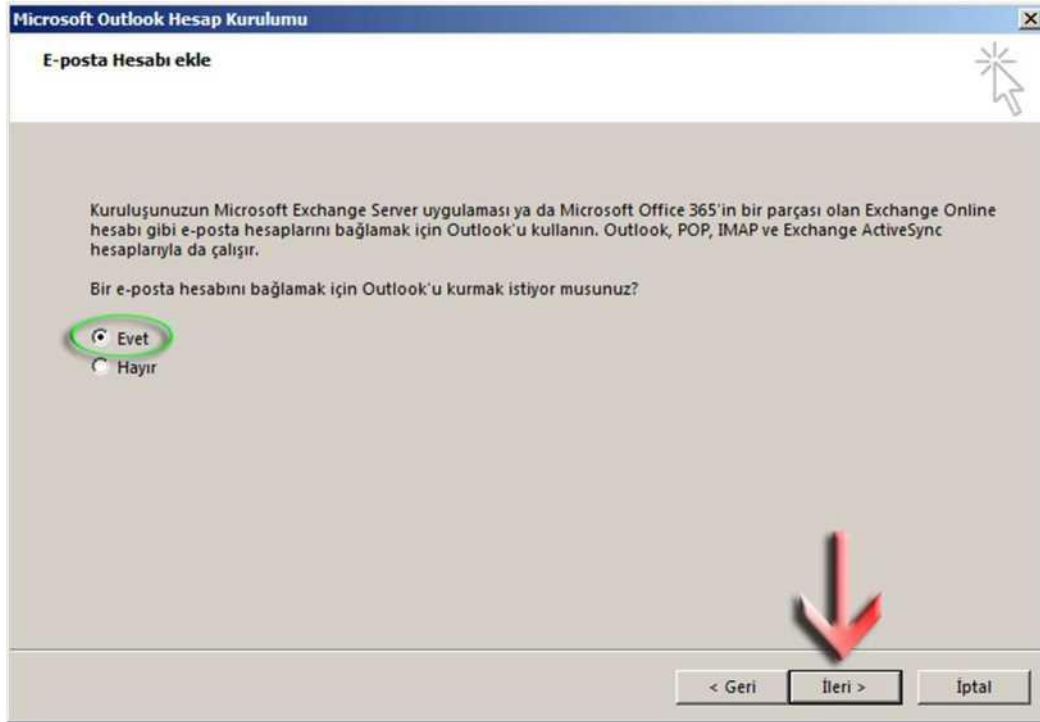 Microsoft Outlook Hesap Kurulumu
E-posta Hesabı ekle
Kuruluşunuzun Microsoft Exchange Server uygulaması ya da Microsoft Office 365'in bir parçası olan Exchange Online
hesabı gibi e-posta hesaplarını bağlamak için Outlook'u kullanın. Outlook, POP, IMAP ve Exchange ActiveSync
hesaplarıyla da çalışır.
Bir e-posta hesabını bağlamak için Outlook'u kurmak istiyor musunuz?
Evet
Hayır
< Geri İleri > İptal